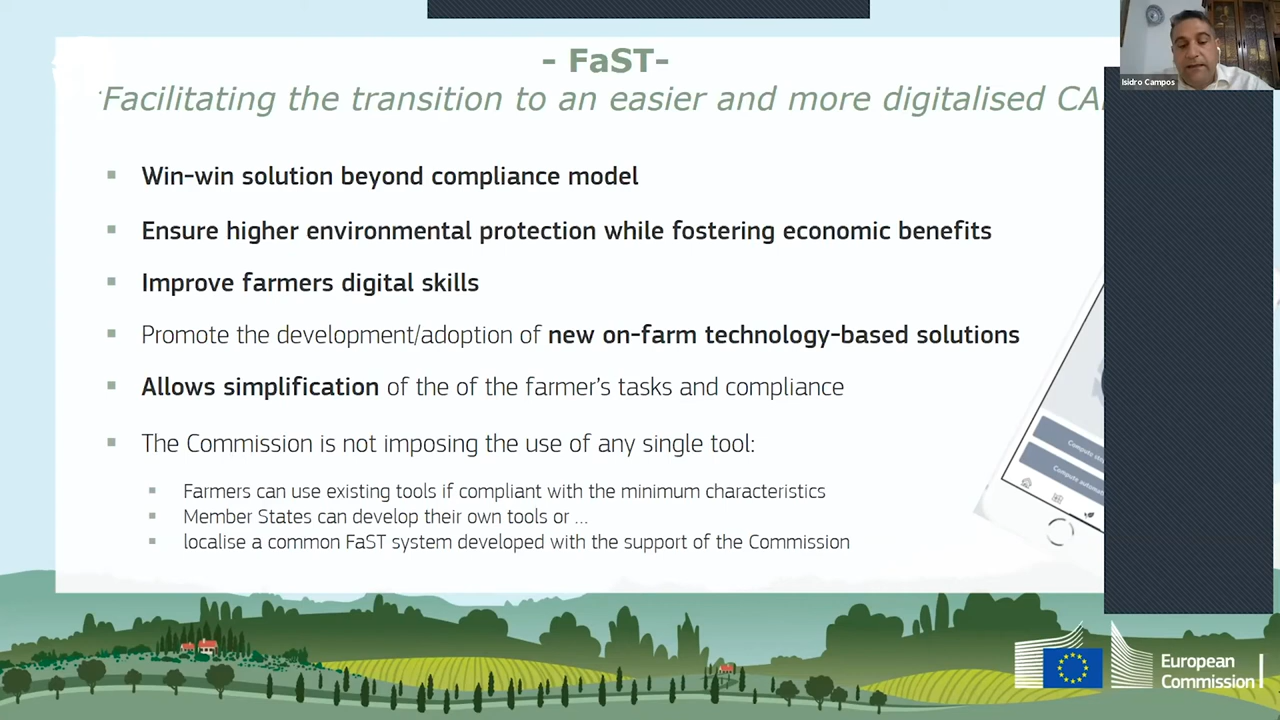 - FaST-
Facilitating the transition to an easier and more digitalised
Isidro Campos
Win-win solution beyond compliance model
Ensure higher environmental protection while fostering economic benefits
Improve farmers digital skills
Promote the development/adoption of new on-farm technology-based solutions
Allows simplification of the of the farmer's tasks and compliance
The Commission is not imposing the use of any single tool:
Farmers can use existing tools if compliant with the minimum characteristics
Member States can develop their own tools or ...
localise a common FaST system developed with the support of the Commission
Compute
Compute
European
Commission